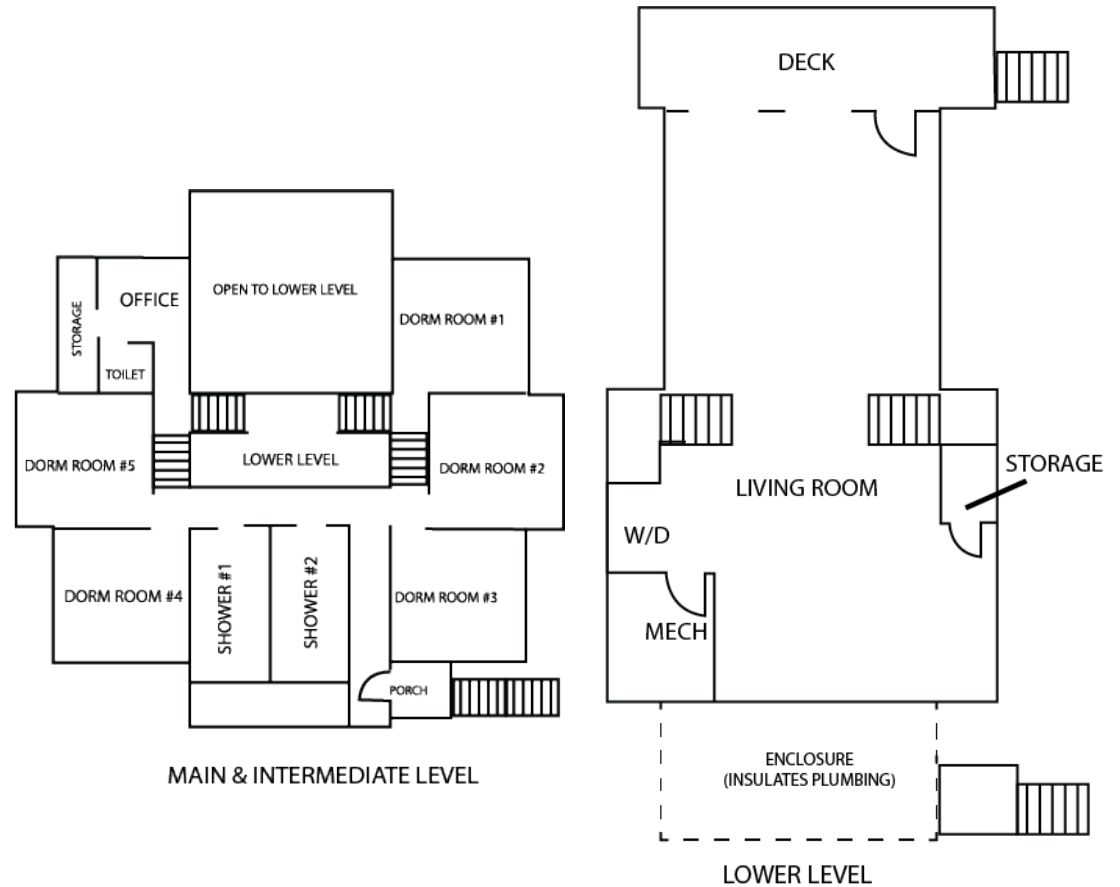 DECK
OFFICE
OPEN TO LOWER LEVEL
STORAGE
DORM ROOM #1
TOILET
DORM ROOM #5
LOWER LEVEL
DORM ROOM #2
DORM ROOM #4
SHOWER #1
SHOWER #2
DORM ROOM #3
PORCH
MAIN & INTERMEDIATE LEVEL
STORAGE
LIVING ROOM
W/D
MECH
ENCLOSURE
(INSULATES PLUMBING)
LOWER LEVEL